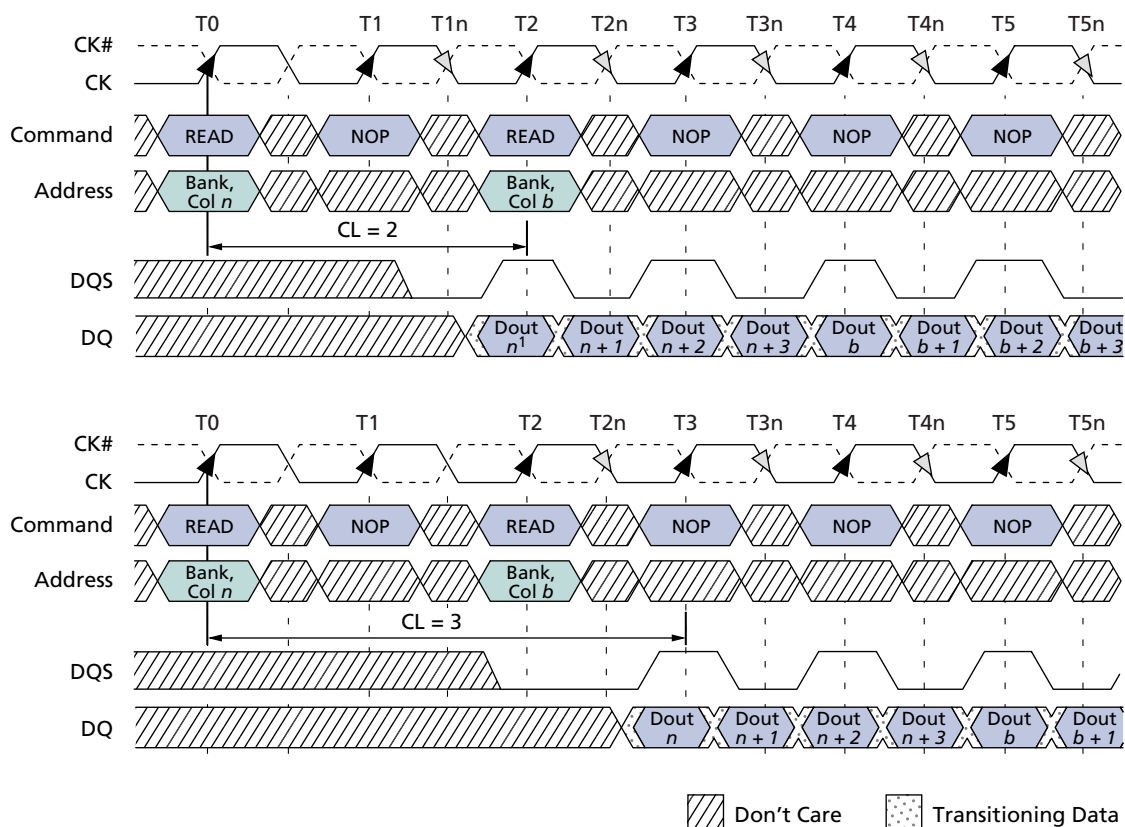 T0 T1 T1n T2 T2n T3 T3n T4 T4n T5 T5n
CK#
CK
Command READ NOP READ NOP NOP NOP
Address Bank, Col n Bank, Col b
CL = 2
DQS
DQ Dout n¹ Dout n + 1 Dout n + 2 Dout n + 3 Dout b Dout b + 1 Dout b + 2 Dout b + 3
T0 T1 T2 T2n T3 T3n T4 T4n T5 T5n
CK#
CK
Command READ NOP READ NOP NOP NOP
Address Bank, Col n Bank, Col b
CL = 3
DQS
DQ Dout n Dout n + 1 Dout n + 2 Dout n + 3 Dout b Dout b + 1
Don't Care Transitioning Data